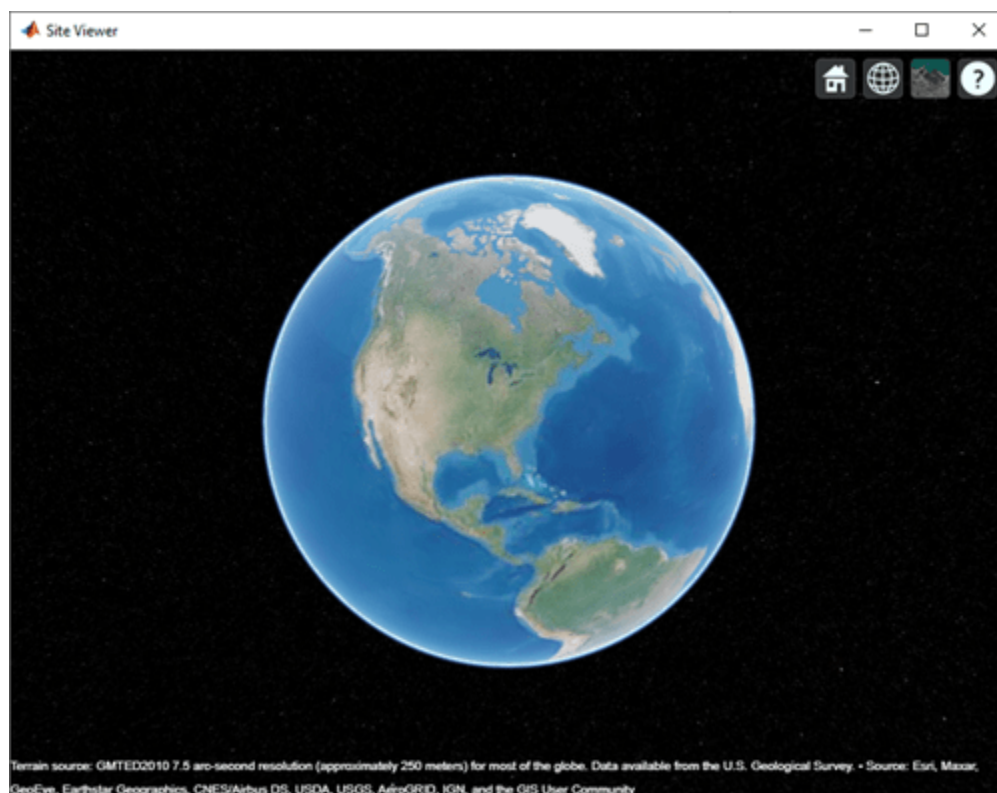 Site Viewer
?
Terrain source: GMTED2010 7.5 arc-second resolution (approximately 250 meters) for most of the globe. Data available from the U.S. Geological Survey. • Source: Esri, Maxar,
GeoEye, Earthstar Geographics, CNES/Airbus DS, USDA, USGS, AeroGRID, IGN, and the GIS User Community